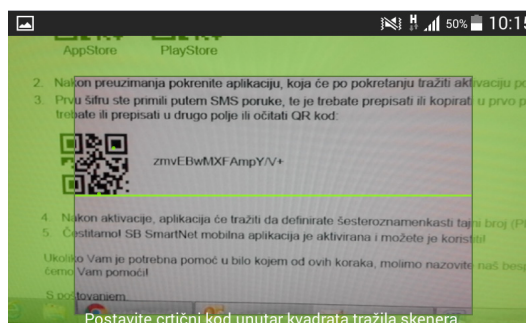 50% 10:15
AppStore PlayStore
2. Nakon preuzimanja pokrenite aplikaciju, koja će po pokretanju tražiti aktivaciju po
3. Prvu šifru ste primili putem SMS poruke, te je trebate prepisati ili kopirati u prvo p
trebate ili prepisati u drugo polje ili očitati QR kod:
zmvEBwMXFAmpY/V+
4. Nakon aktivacije, aplikacija će tražiti da definirate šesteroznamenkasti tajni broj (P
5. Čestitamo! SB SmartNet mobilna aplikacija je aktivirana i možete je koristiti!
Ukoliko Vam je potrebna pomoć u bilo kojem od ovih koraka, molimo nazovite naš besp
ćemo Vam pomoći!
S poštovanjem
Postavite crtični kod unutar kvadrata tražila skenera.